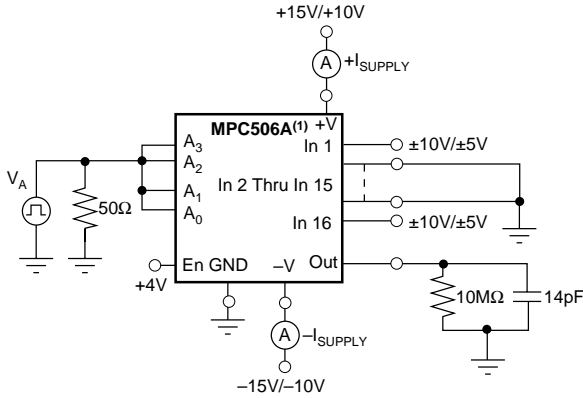 +15V/+10V
A
+I_SUPPLY
MPC506A(1)
+V
A3
A2
A1
A0
In 1
In 2 Thru In 15
In 16
±10V/±5V
±10V/±5V
VA
50Ω
En
GND
–V
Out
+4V
10MΩ
14pF
A
–I_SUPPLY
–15V/–10V